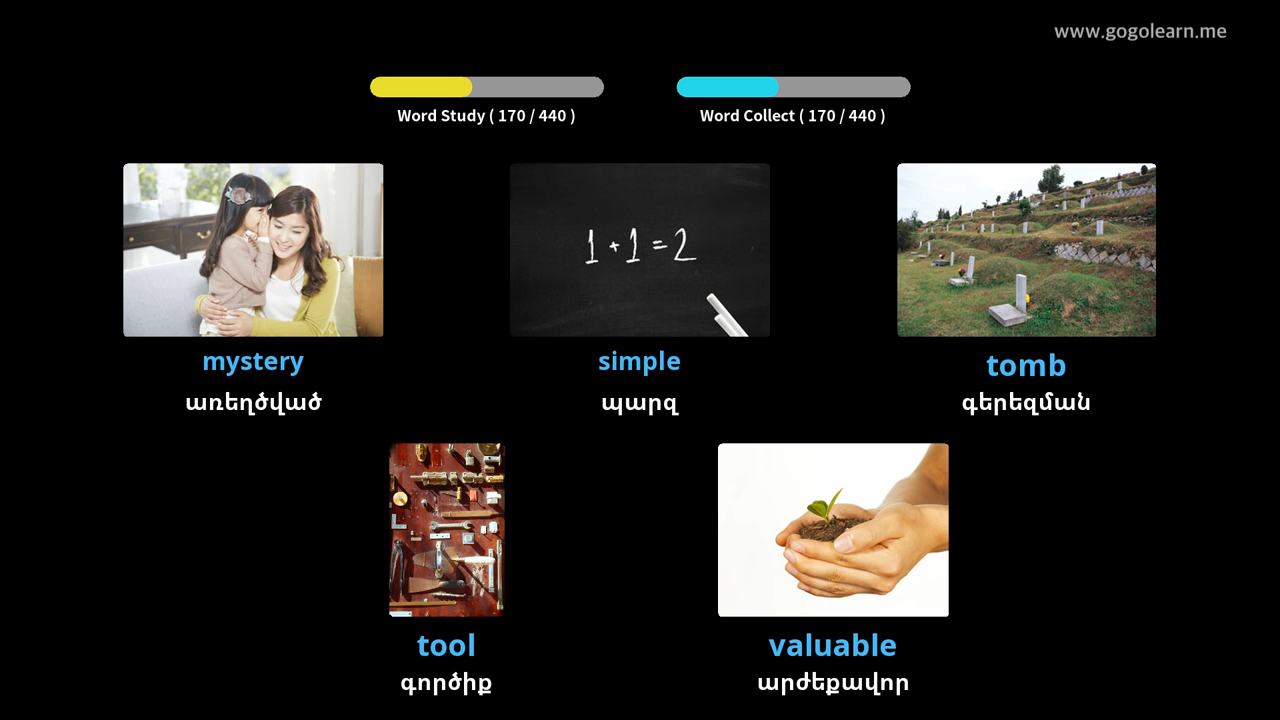 www.gogolearn.me
Word Study ( 170 / 440 )
Word Collect ( 170 / 440 )
1 + 1 = 2
mystery
simple
tomb
առեղծված
պարզ
գերեզման
tool
valuable
գործիք
արժեքավոր